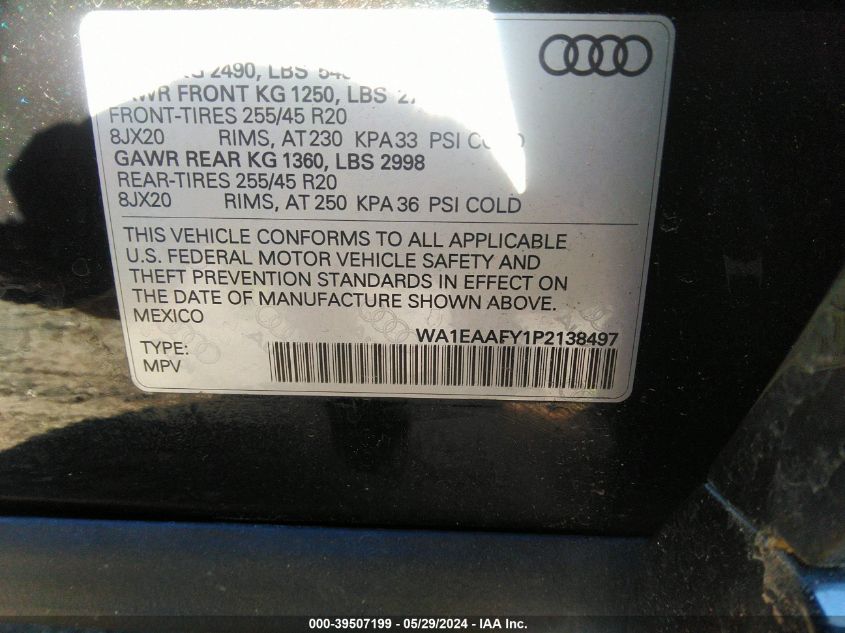 2490, LBS
GAWR FRONT KG 1250, LBS
FRONT-TIRES 255/45 R20
8JX20 RIMS, AT 230 KPA 33 PSI COLD
GAWR REAR KG 1360, LBS 2998
REAR-TIRES 255/45 R20
8JX20 RIMS, AT 250 KPA 36 PSI COLD
THIS VEHICLE CONFORMS TO ALL APPLICABLE
U.S. FEDERAL MOTOR VEHICLE SAFETY AND
THEFT PREVENTION STANDARDS IN EFFECT ON
THE DATE OF MANUFACTURE SHOWN ABOVE.
MEXICO
WA1EAAFY1P2138497
TYPE:
MPV
000-39507199 - 05/29/2024 - IAA Inc.